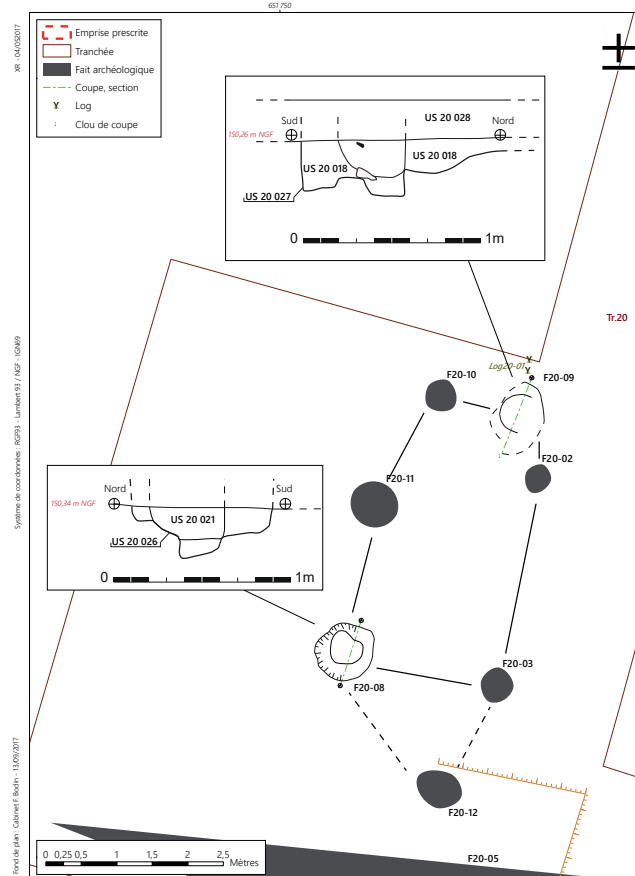 651 750
XR - 04/052017
Emprise prescrite
Tranchée
Fait archéologique
Coupe, section
Log
Clou de coupe
US 20 028
Sud
Nord
150,26 m NGF
US 20 018
US 20 018
US 20 027
0
1m
Tr.20
Système de coordonnées : RGF93 - Lambert 93 / NGF - IGN69
Log20-01
F20-10
F20-09
F20-02
F20-11
Nord
Sud
150,34 m NGF
US 20 021
US 20 026
0
1m
F20-03
F20-08
F20-12
Fond de plan : Cabinet F. Bodin - 13/09/2017
0 0,25 0,5 1 1,5 2 2,5 Mètres
F20-05